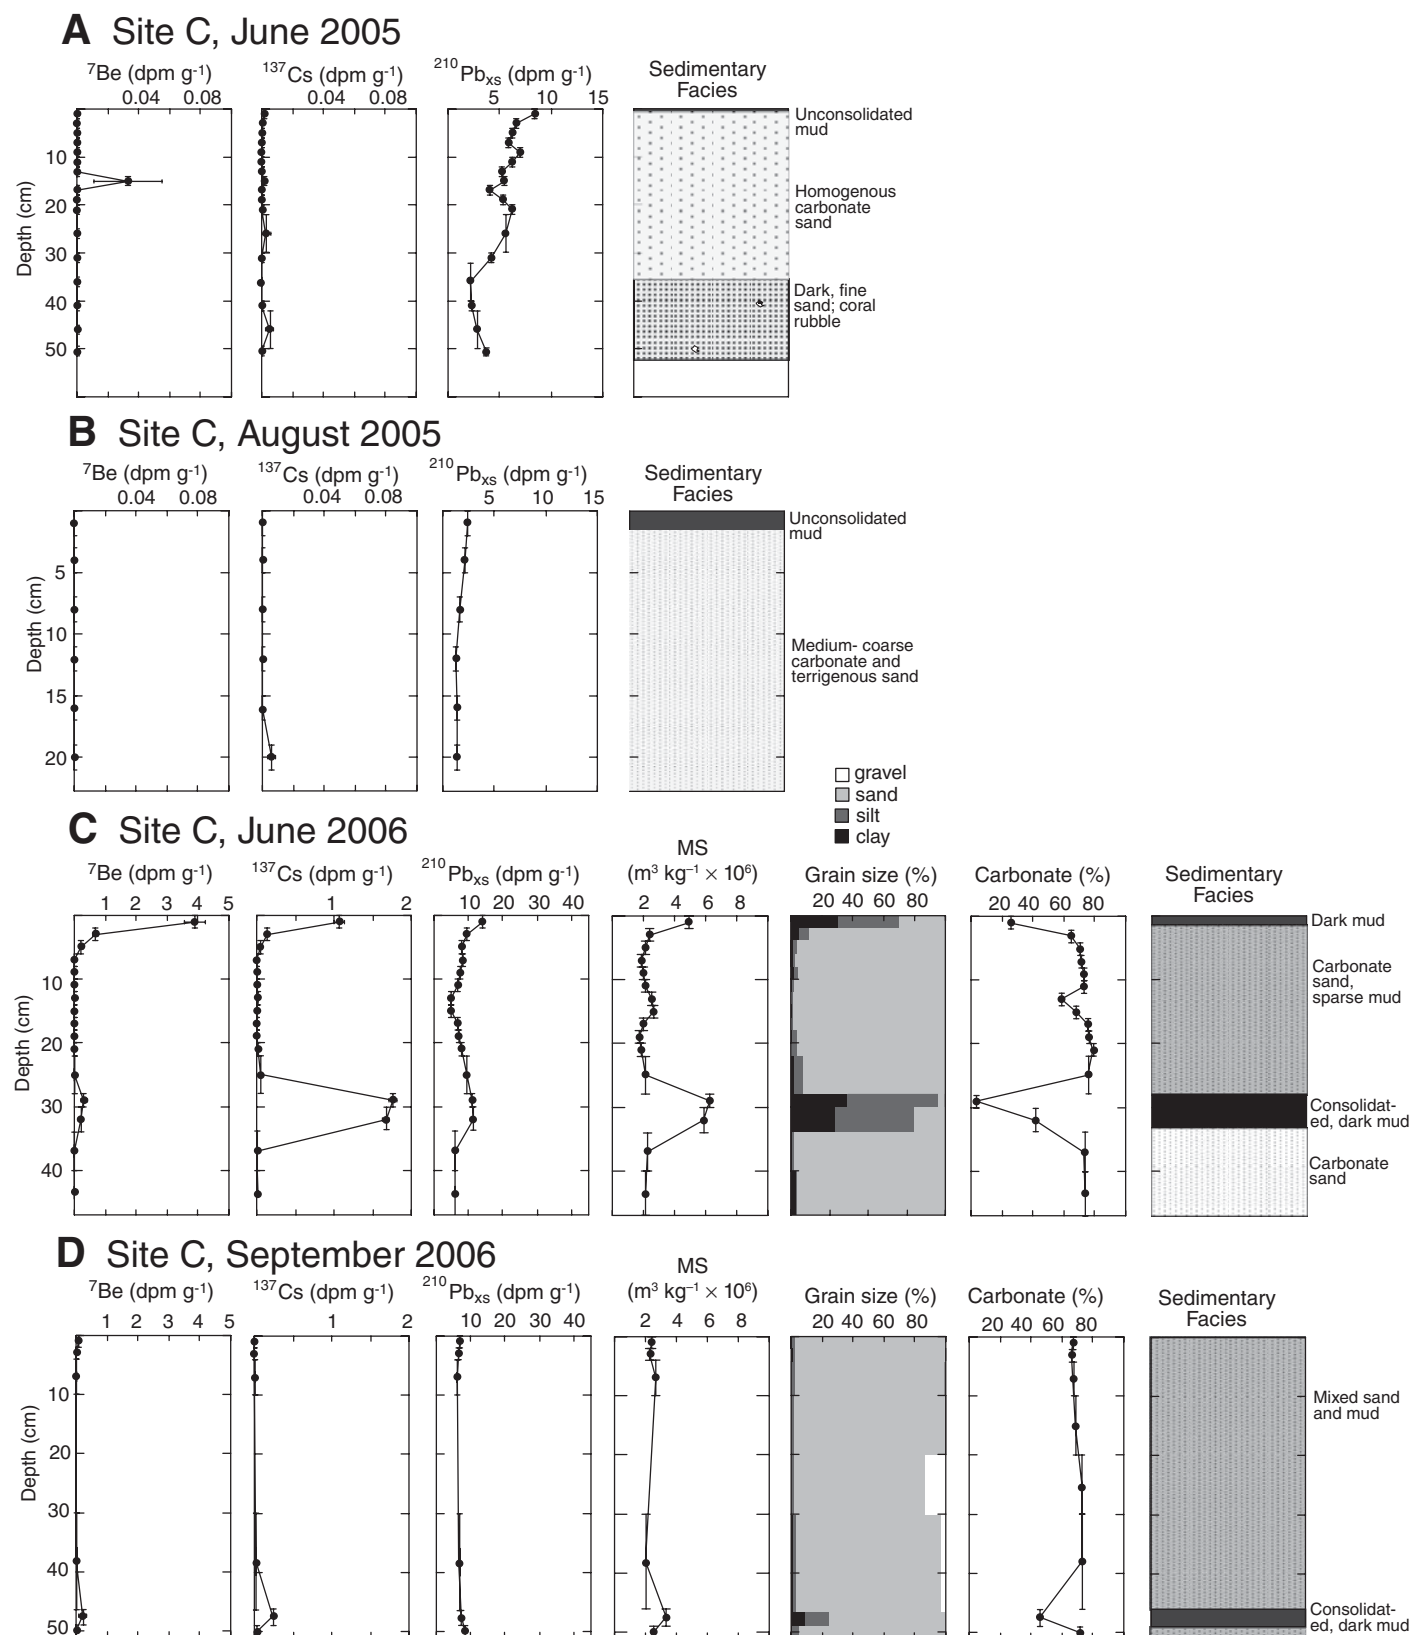 A Site C, June 2005
⁷Be (dpm g⁻¹)
¹³⁷Cs (dpm g⁻¹)
²¹⁰Pbxs (dpm g⁻¹)
Sedimentary
Facies
0.04 0.08
0.04 0.08
5 10 15
Depth (cm)
10
20
30
40
50
Unconsolidated
mud
Homogenous
carbonate
sand
Dark, fine
sand; coral
rubble
B Site C, August 2005
⁷Be (dpm g⁻¹)
¹³⁷Cs (dpm g⁻¹)
²¹⁰Pbxs (dpm g⁻¹)
Sedimentary
Facies
0.04 0.08
0.04 0.08
5 10 15
Depth (cm)
5
10
15
20
Unconsolidated
mud
Medium- coarse
carbonate and
terrigenous sand
gravel
sand
silt
clay
C Site C, June 2006
⁷Be (dpm g⁻¹)
¹³⁷Cs (dpm g⁻¹)
²¹⁰Pbxs (dpm g⁻¹)
MS
(m³ kg⁻¹ × 10⁶)
Grain size (%)
Carbonate (%)
Sedimentary
Facies
1 2 3 4 5
1 2
10 20 30 40
2 4 6 8
20 40 60 80
20 40 60 80
Depth (cm)
10
20
30
40
Dark mud
Carbonate
sand,
sparse mud
Consolidat-
ed, dark mud
Carbonate
sand
D Site C, September 2006
⁷Be (dpm g⁻¹)
¹³⁷Cs (dpm g⁻¹)
²¹⁰Pbxs (dpm g⁻¹)
MS
(m³ kg⁻¹ × 10⁶)
Grain size (%)
Carbonate (%)
Sedimentary
Facies
1 2 3 4 5
1 2
10 20 30 40
2 4 6 8
20 40 60 80
20 40 60 80
Depth (cm)
10
20
30
40
50
Mixed sand
and mud
Consolidat-
ed, dark mud